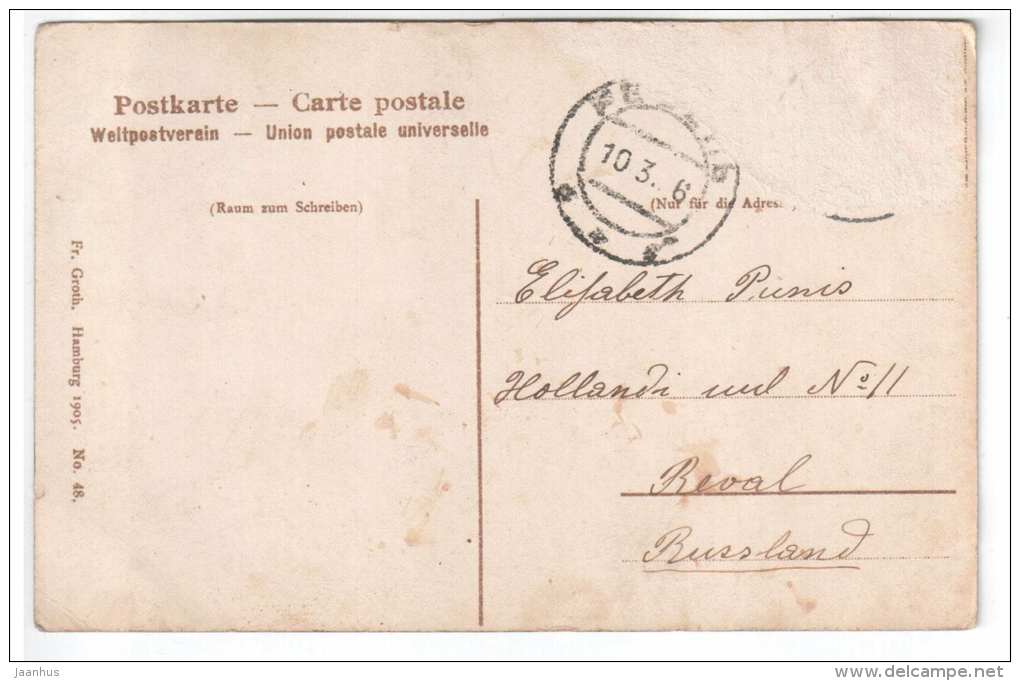 Postkarte — Carte postale
Weltpostverein — Union postale universelle
(Raum zum Schreiben)
(Nur für die Adres
10 3. 6
Elisabeth Punis
Hollandi uul No 11
Reval
Russland
Fr. Groth. Hamburg 1905. No. 48.
Jaanhus
delcampe.net